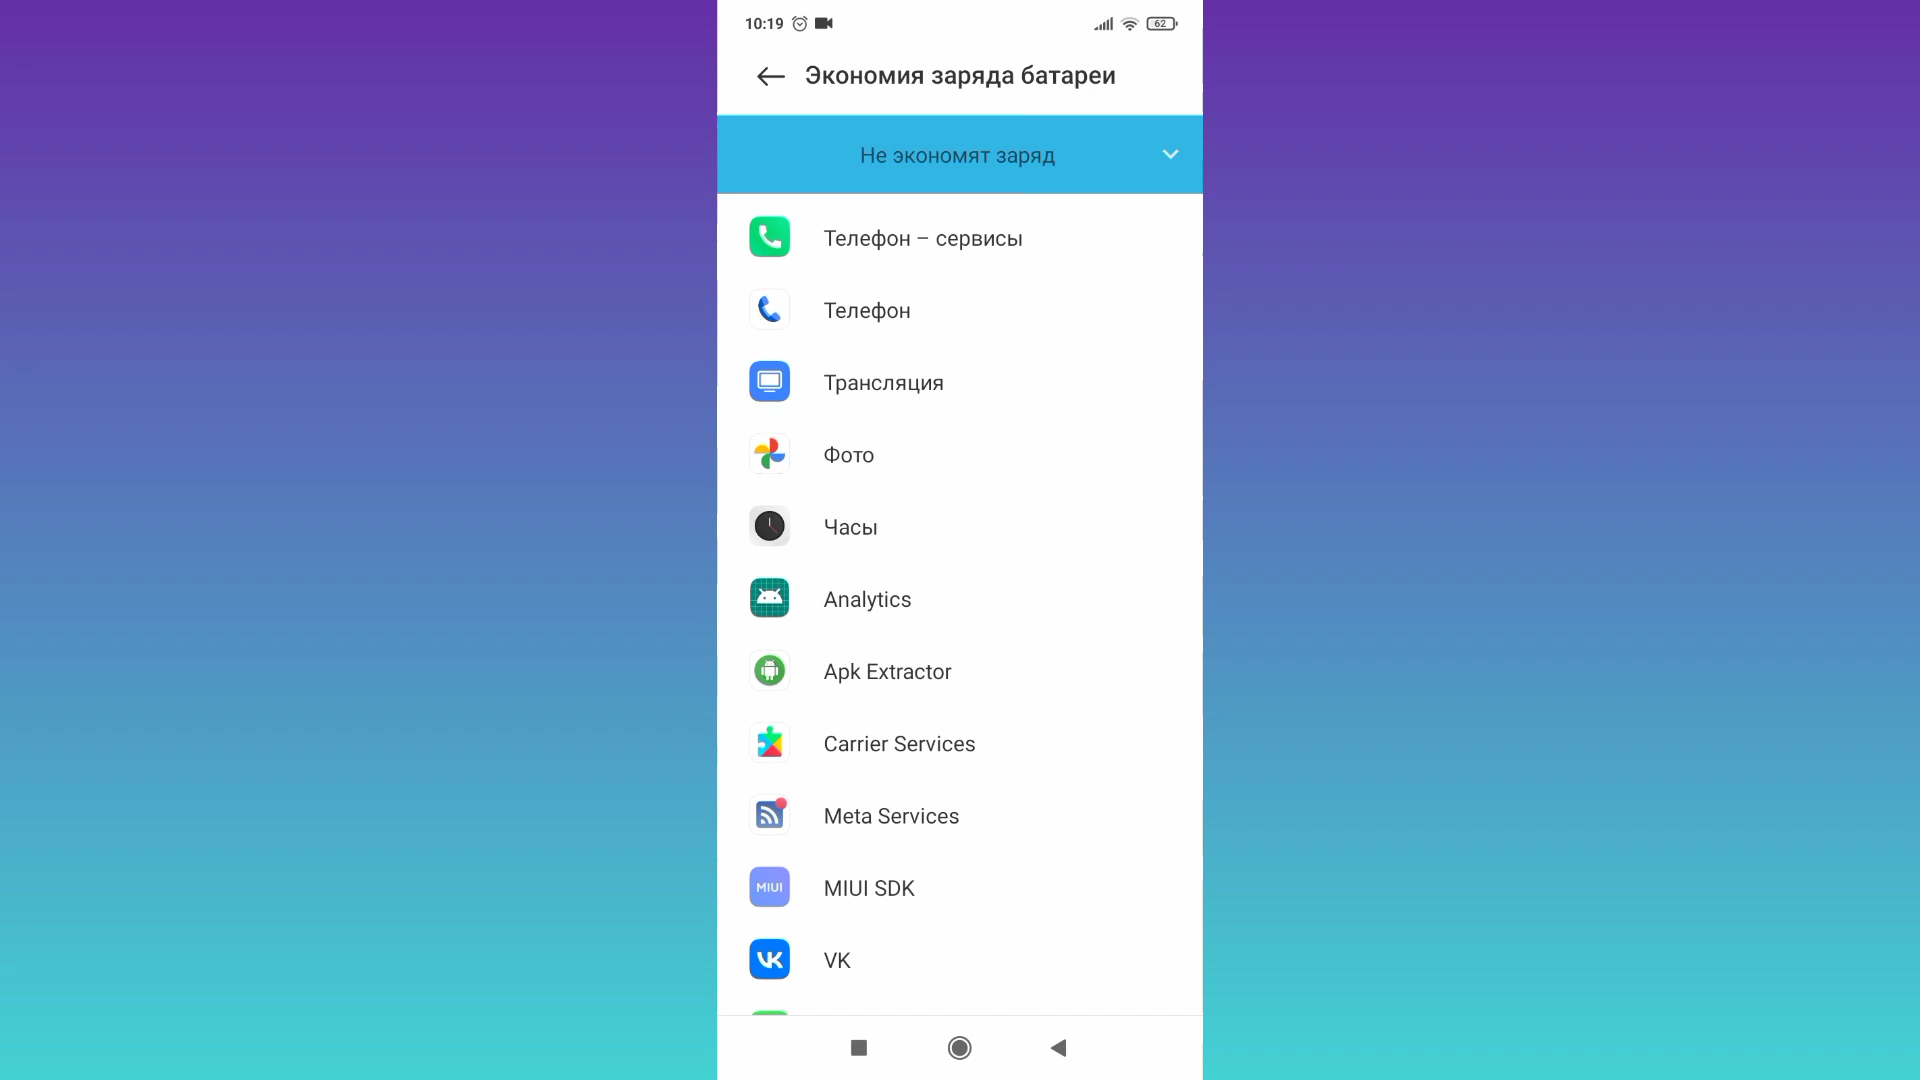 10:19 62
Экономия заряда батареи
Не экономят заряд
Телефон – сервисы
Телефон
Трансляция
Фото
Часы
Analytics
Apk Extractor
Carrier Services
Meta Services
MIUI MIUI SDK
VK VK